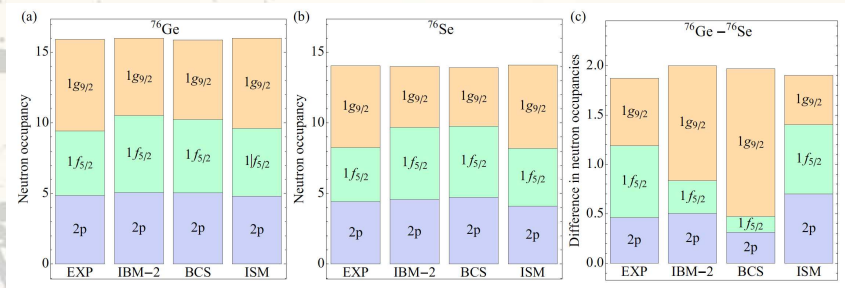 (a)
⁷⁶Ge
15
10
5
0
Neutron occupancy
1g₉/₂
1g₉/₂
1g₉/₂
1g₉/₂
1f₅/₂
1f₅/₂
1f₅/₂
1|f₅/₂
2p
2p
2p
2p
EXP IBM−2 BCS ISM
(b)
⁷⁶Se
15
10
5
0
Neutron occupancy
1g₉/₂
1g₉/₂
1g₉/₂
1g₉/₂
1f₅/₂
1f₅/₂
1f₅/₂
1f₅/₂
2p
2p
2p
2p
EXP IBM−2 BCS ISM
(c)
⁷⁶Ge −⁷⁶Se
2.0
1.5
1.0
0.5
0.0
Difference in neutron occupancies
1g₉/₂
1g₉/₂
1g₉/₂
1g₉/₂
1f₅/₂
1f₅/₂
1f₅/₂
1f₅/₂
2p
2p
2p
2p
EXP IBM−2 BCS ISM